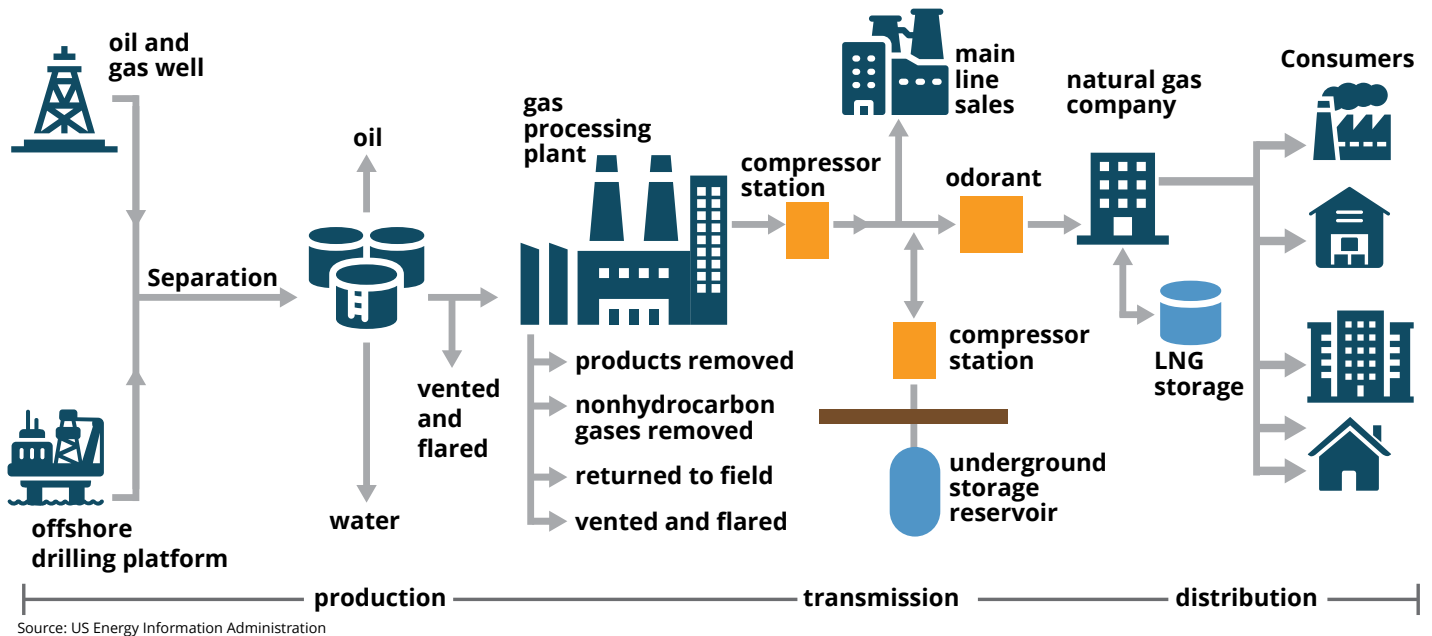 oil and
gas well
offshore
drilling platform
Separation
oil
water
vented
and
flared
gas
processing
plant
products removed
nonhydrocarbon
gases removed
returned to field
vented and flared
compressor
station
main
line
sales
odorant
compressor
station
underground
storage
reservoir
natural gas
company
LNG
storage
Consumers
production
transmission
distribution
Source: US Energy Information Administration